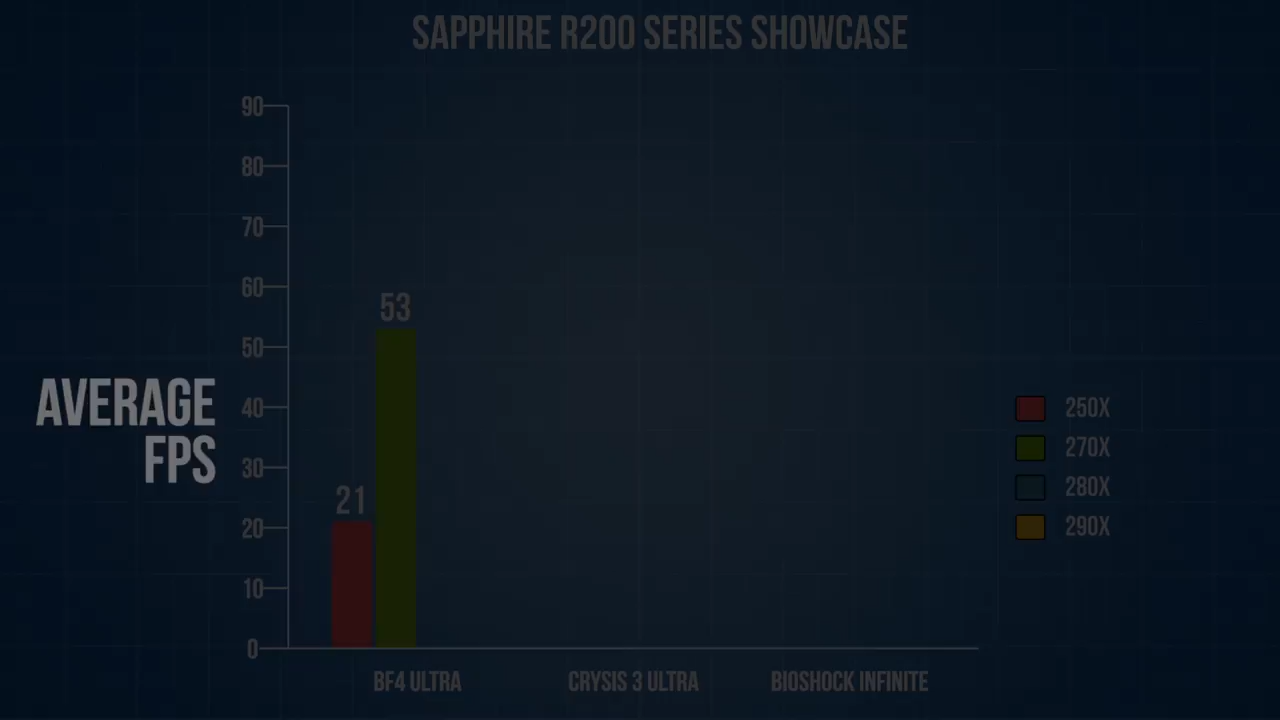 SAPPHIRE R200 SERIES SHOWCASE
90
80
70
60
50
40
30
20
10
0
AVERAGE
FPS
53
21
250X
270X
280X
290X
BF4 ULTRA
CRYSIS 3 ULTRA
BIOSHOCK INFINITE